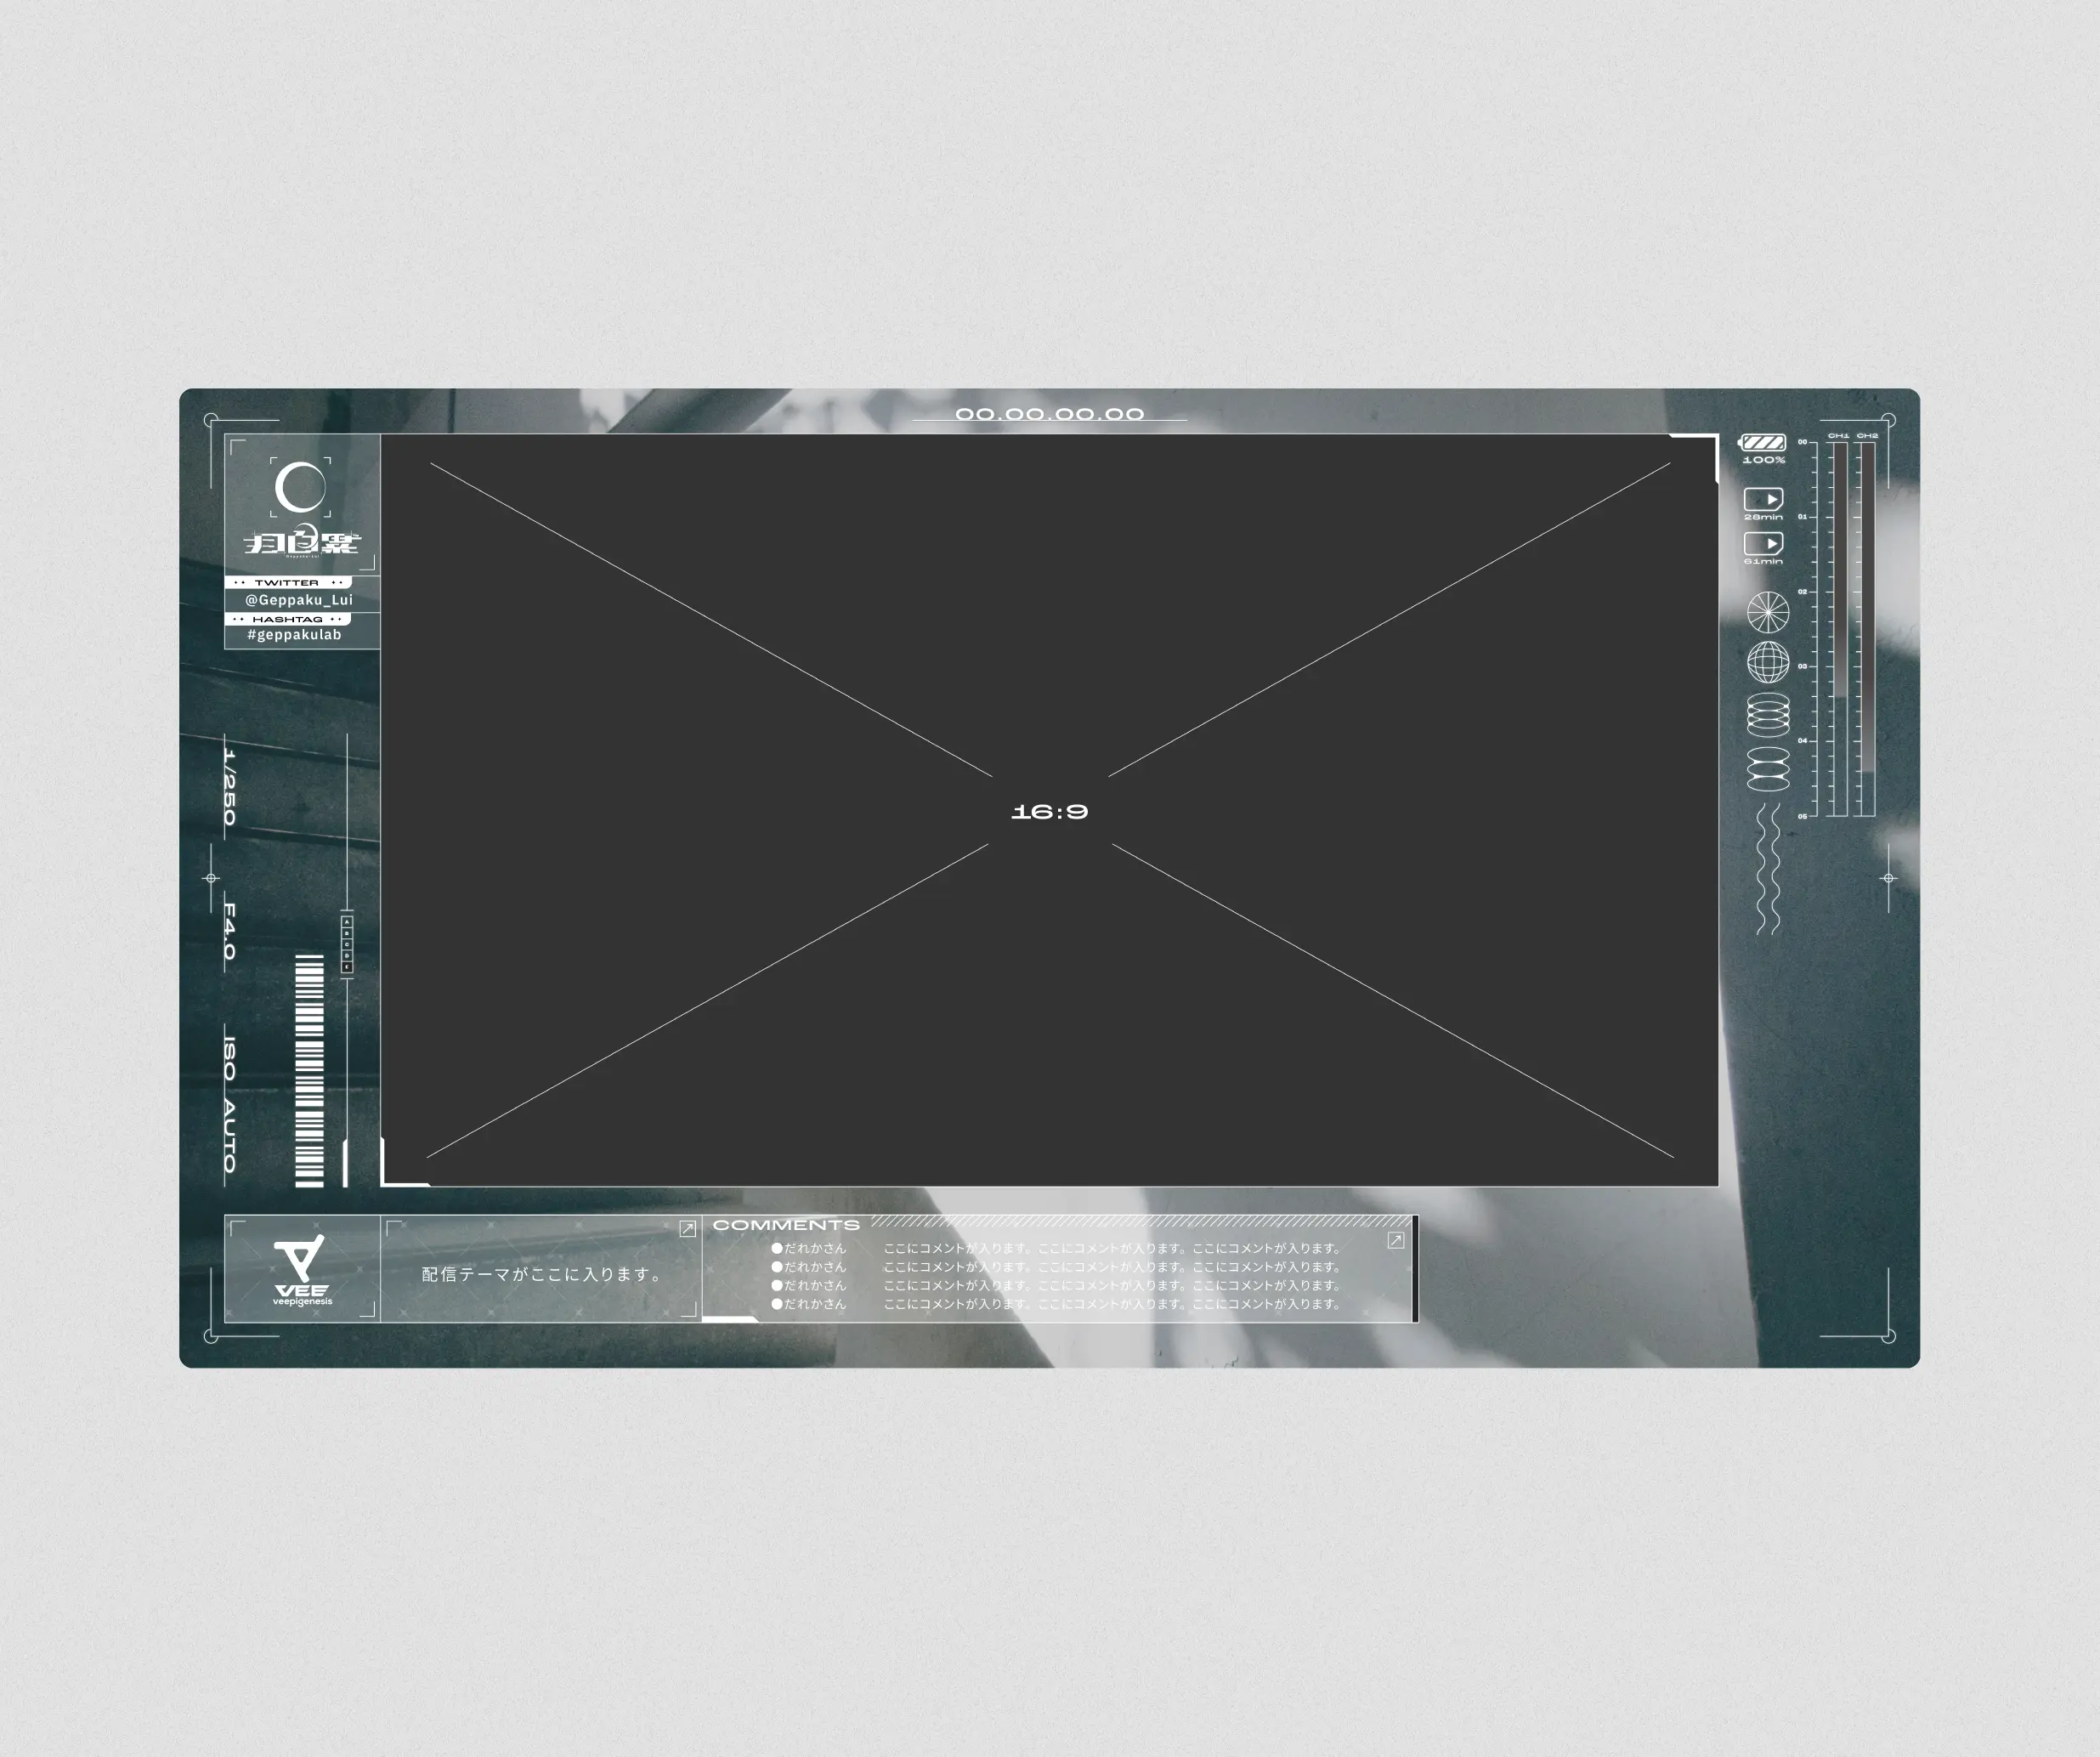 00.00.00.00
月白累
Geppaku Lui
TWITTER
@Geppaku_Lui
HASHTAG
#geppakulab
1/250
F4.0
ISO AUTO
A
B
C
D
E
16:9
100%
28min
61min
CH1 CH2
00
01
02
03
04
05
VEE
veepigenesis
配信テーマがここに入ります。
COMMENTS
●だれかさん ここにコメントが入ります。ここにコメントが入ります。ここにコメントが入ります。
●だれかさん ここにコメントが入ります。ここにコメントが入ります。ここにコメントが入ります。
●だれかさん ここにコメントが入ります。ここにコメントが入ります。ここにコメントが入ります。
●だれかさん ここにコメントが入ります。ここにコメントが入ります。ここにコメントが入ります。